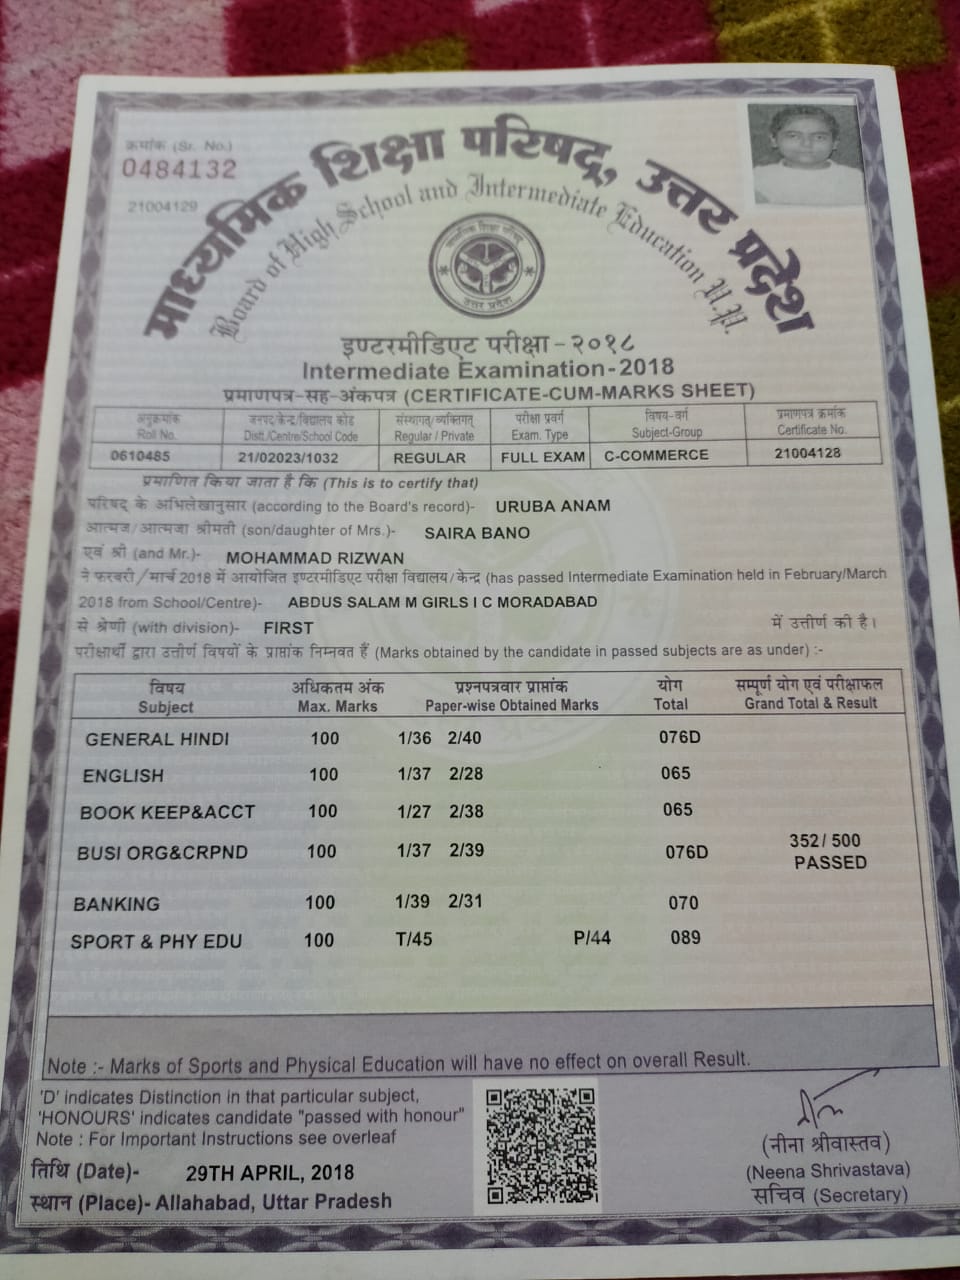 क्रमांक (Sr. No.)
0484132
21004129
माध्यमिक शिक्षा परिषद्, उत्तर प्रदेश
Board of High School and Intermediate Education U.P.
माध्यमिक शिक्षा परिषद्
उत्तर प्रदेश
इण्टरमीडिएट परीक्षा - २०१८
Intermediate Examination - 2018
प्रमाणपत्र-सह-अंकपत्र (CERTIFICATE-CUM-MARKS SHEET)
अनुक्रमांक जनपद/केन्द्र/विद्यालय कोड संस्थागत/व्यक्तिगत परीक्षा प्रवर्ग विषय-वर्ग प्रमाणपत्र क्रमांक
Roll No. Distt./Centre/School Code Regular / Private Exam. Type Subject-Group Certificate No.
0610485 21/02023/1032 REGULAR FULL EXAM C-COMMERCE 21004128
प्रमाणित किया जाता है कि (This is to certify that)
परिषद के अभिलेखानुसार (according to the Board's record)- URUBA ANAM
आत्मज/आत्मजा श्रीमती (son/daughter of Mrs.)- SAIRA BANO
एवं श्री (and Mr.)- MOHAMMAD RIZWAN
ने फरवरी/मार्च 2018 में आयोजित इण्टरमीडिएट परीक्षा विद्यालय/केन्द्र (has passed Intermediate Examination held in February/March
2018 from School/Centre)- ABDUS SALAM M GIRLS I C MORADABAD
से श्रेणी (with division)- FIRST में उत्तीर्ण की है।
परीक्षार्थी द्वारा उत्तीर्ण विषयों के प्राप्तांक निम्नवत हैं (Marks obtained by the candidate in passed subjects are as under) :-
विषय अधिकतम अंक प्रश्नपत्रवार प्राप्तांक योग सम्पूर्ण योग एवं परीक्षाफल
Subject Max. Marks Paper-wise Obtained Marks Total Grand Total & Result
GENERAL HINDI 100 1/36 2/40 076D
ENGLISH 100 1/37 2/28 065
BOOK KEEP&ACCT 100 1/27 2/38 065
BUSI ORG&CRPND 100 1/37 2/39 076D 352/ 500
PASSED
BANKING 100 1/39 2/31 070
SPORT & PHY EDU 100 T/45 P/44 089
Note :- Marks of Sports and Physical Education will have no effect on overall Result.
'D' indicates Distinction in that particular subject,
'HONOURS' indicates candidate "passed with honour"
Note : For Important Instructions see overleaf
तिथि (Date)- 29TH APRIL, 2018
स्थान (Place)- Allahabad, Uttar Pradesh
(नीना श्रीवास्तव)
(Neena Shrivastava)
सचिव (Secretary)